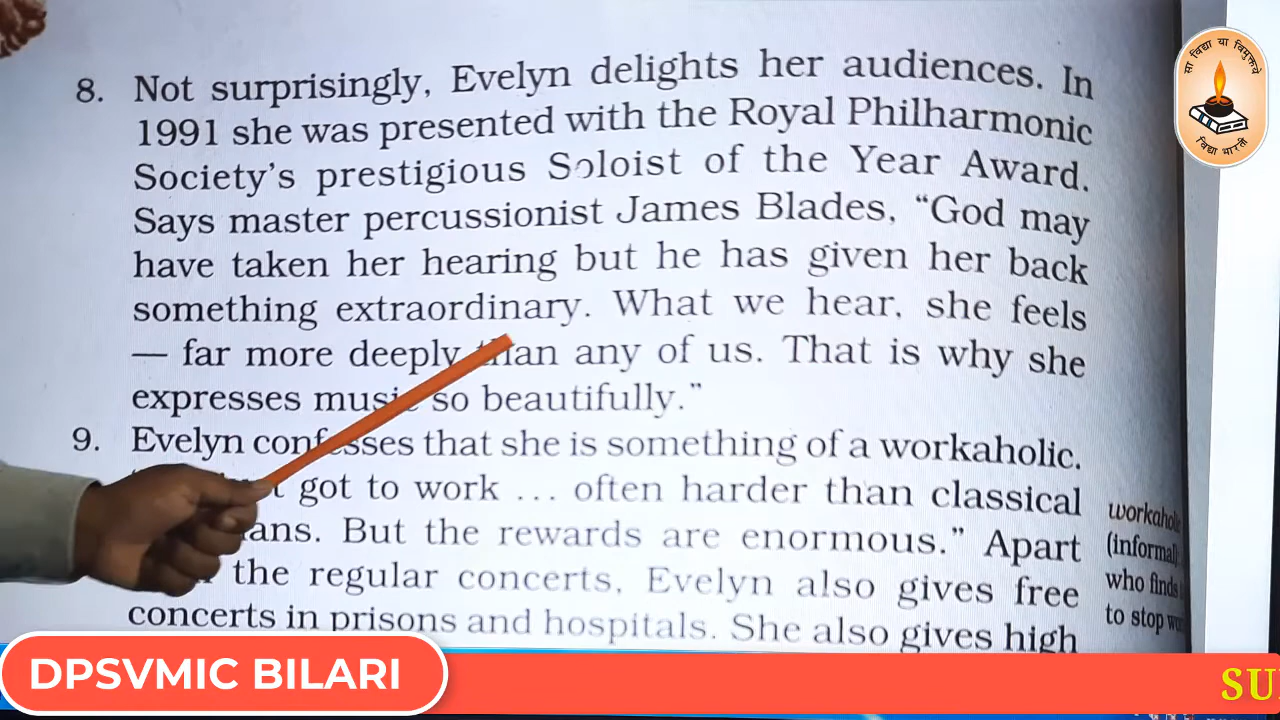 8. Not surprisingly, Evelyn delights her audiences. In
1991 she was presented with the Royal Philharmonic
Society's prestigious Soloist of the Year Award.
Says master percussionist James Blades, “God may
have taken her hearing but he has given her back
something extraordinary. What we hear, she feels
— far more deeply than any of us. That is why she
expresses music so beautifully.”
9. Evelyn confesses that she is something of a workaholic.
got to work … often harder than classical
But the rewards are enormous.” Apart
the regular concerts, Evelyn also gives free
concerts in prisons and hospitals. She also gives high
(informal)
who finds
to stop
सा विद्या या विमुक्तये
विद्या भारती
DPSVMIC BILARI
SU